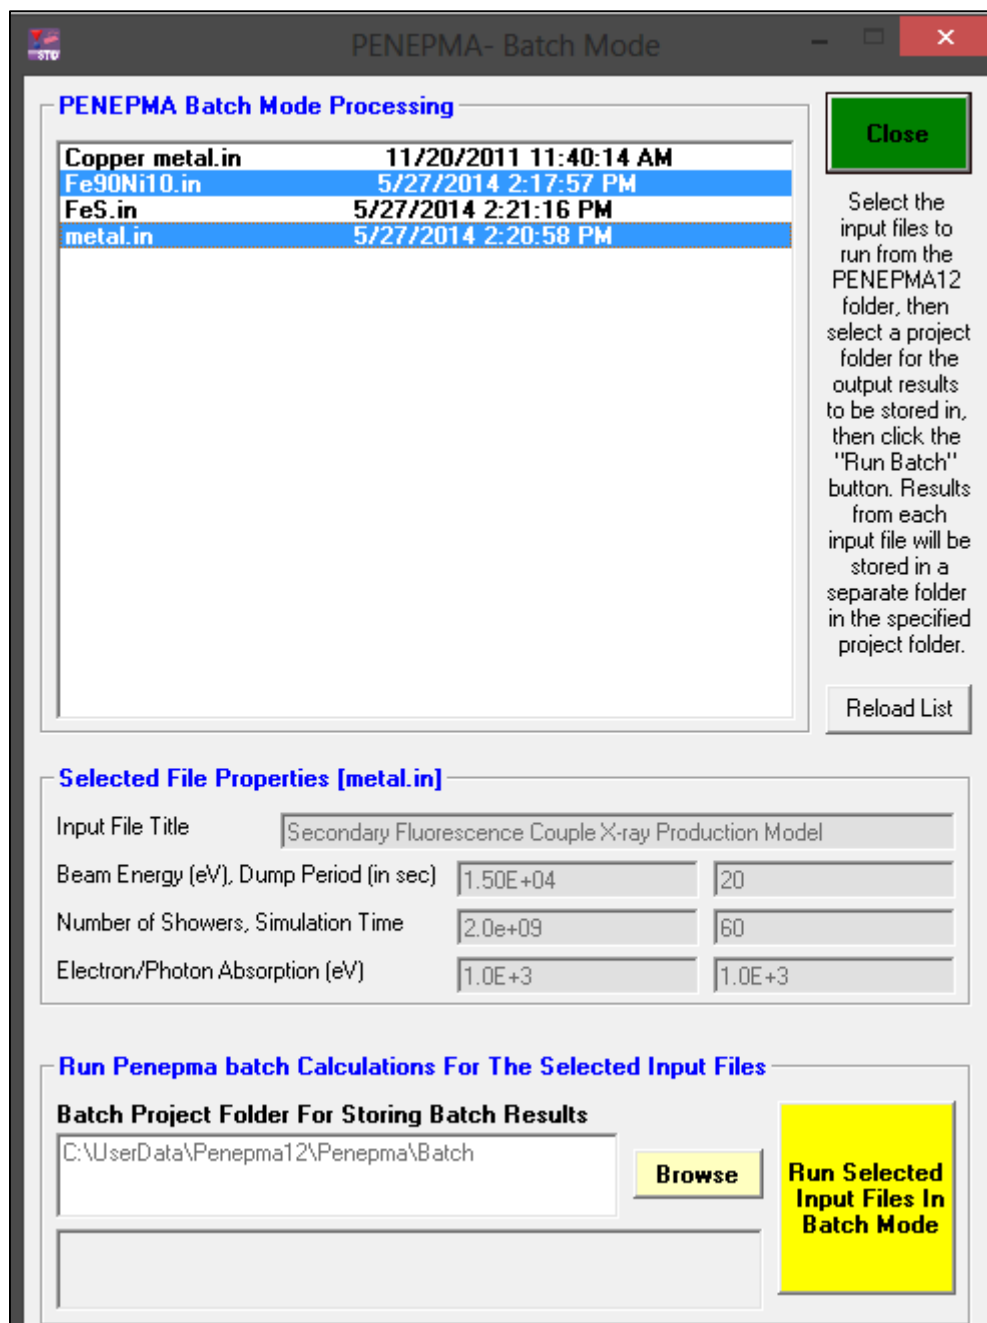 STD
PENEPMA- Batch Mode
PENEPMA Batch Mode Processing
Copper metal.in 11/20/2011 11:40:14 AM
Fe90Ni10.in 5/27/2014 2:17:57 PM
FeS.in 5/27/2014 2:21:16 PM
metal.in 5/27/2014 2:20:58 PM
Close
Select the
input files to
run from the
PENEPMA12
folder, then
select a project
folder for the
output results
to be stored in,
then click the
"Run Batch"
button. Results
from each
input file will be
stored in a
separate folder
in the specified
project folder.
Reload List
Selected File Properties [metal.in]
Input File Title Secondary Fluorescence Couple X-ray Production Model
Beam Energy (eV), Dump Period (in sec) 1.50E+04 20
Number of Showers, Simulation Time 2.0e+09 60
Electron/Photon Absorption (eV) 1.0E+3 1.0E+3
Run Penepma batch Calculations For The Selected Input Files
Batch Project Folder For Storing Batch Results
C:\UserData\Penepma12\Penepma\Batch
Browse
Run Selected
Input Files In
Batch Mode